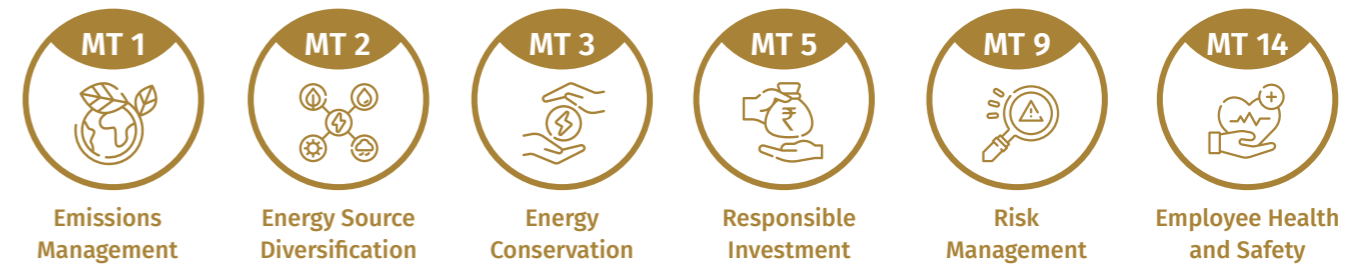 MT 1
MT 2
MT 3
MT 5
MT 9
MT 14
₹
Emissions
Management
Energy Source
Diversification
Energy
Conservation
Responsible
Investment
Risk
Management
Employee Health
and Safety